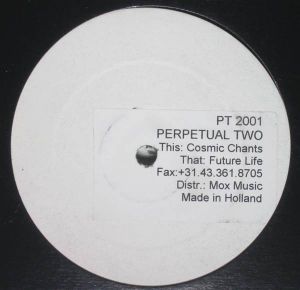 PT 2001
PERPETUAL TWO
This: Cosmic Chants
That: Future Life
Fax:+31.43.361.8705
Distr.: Mox Music
Made in Holland